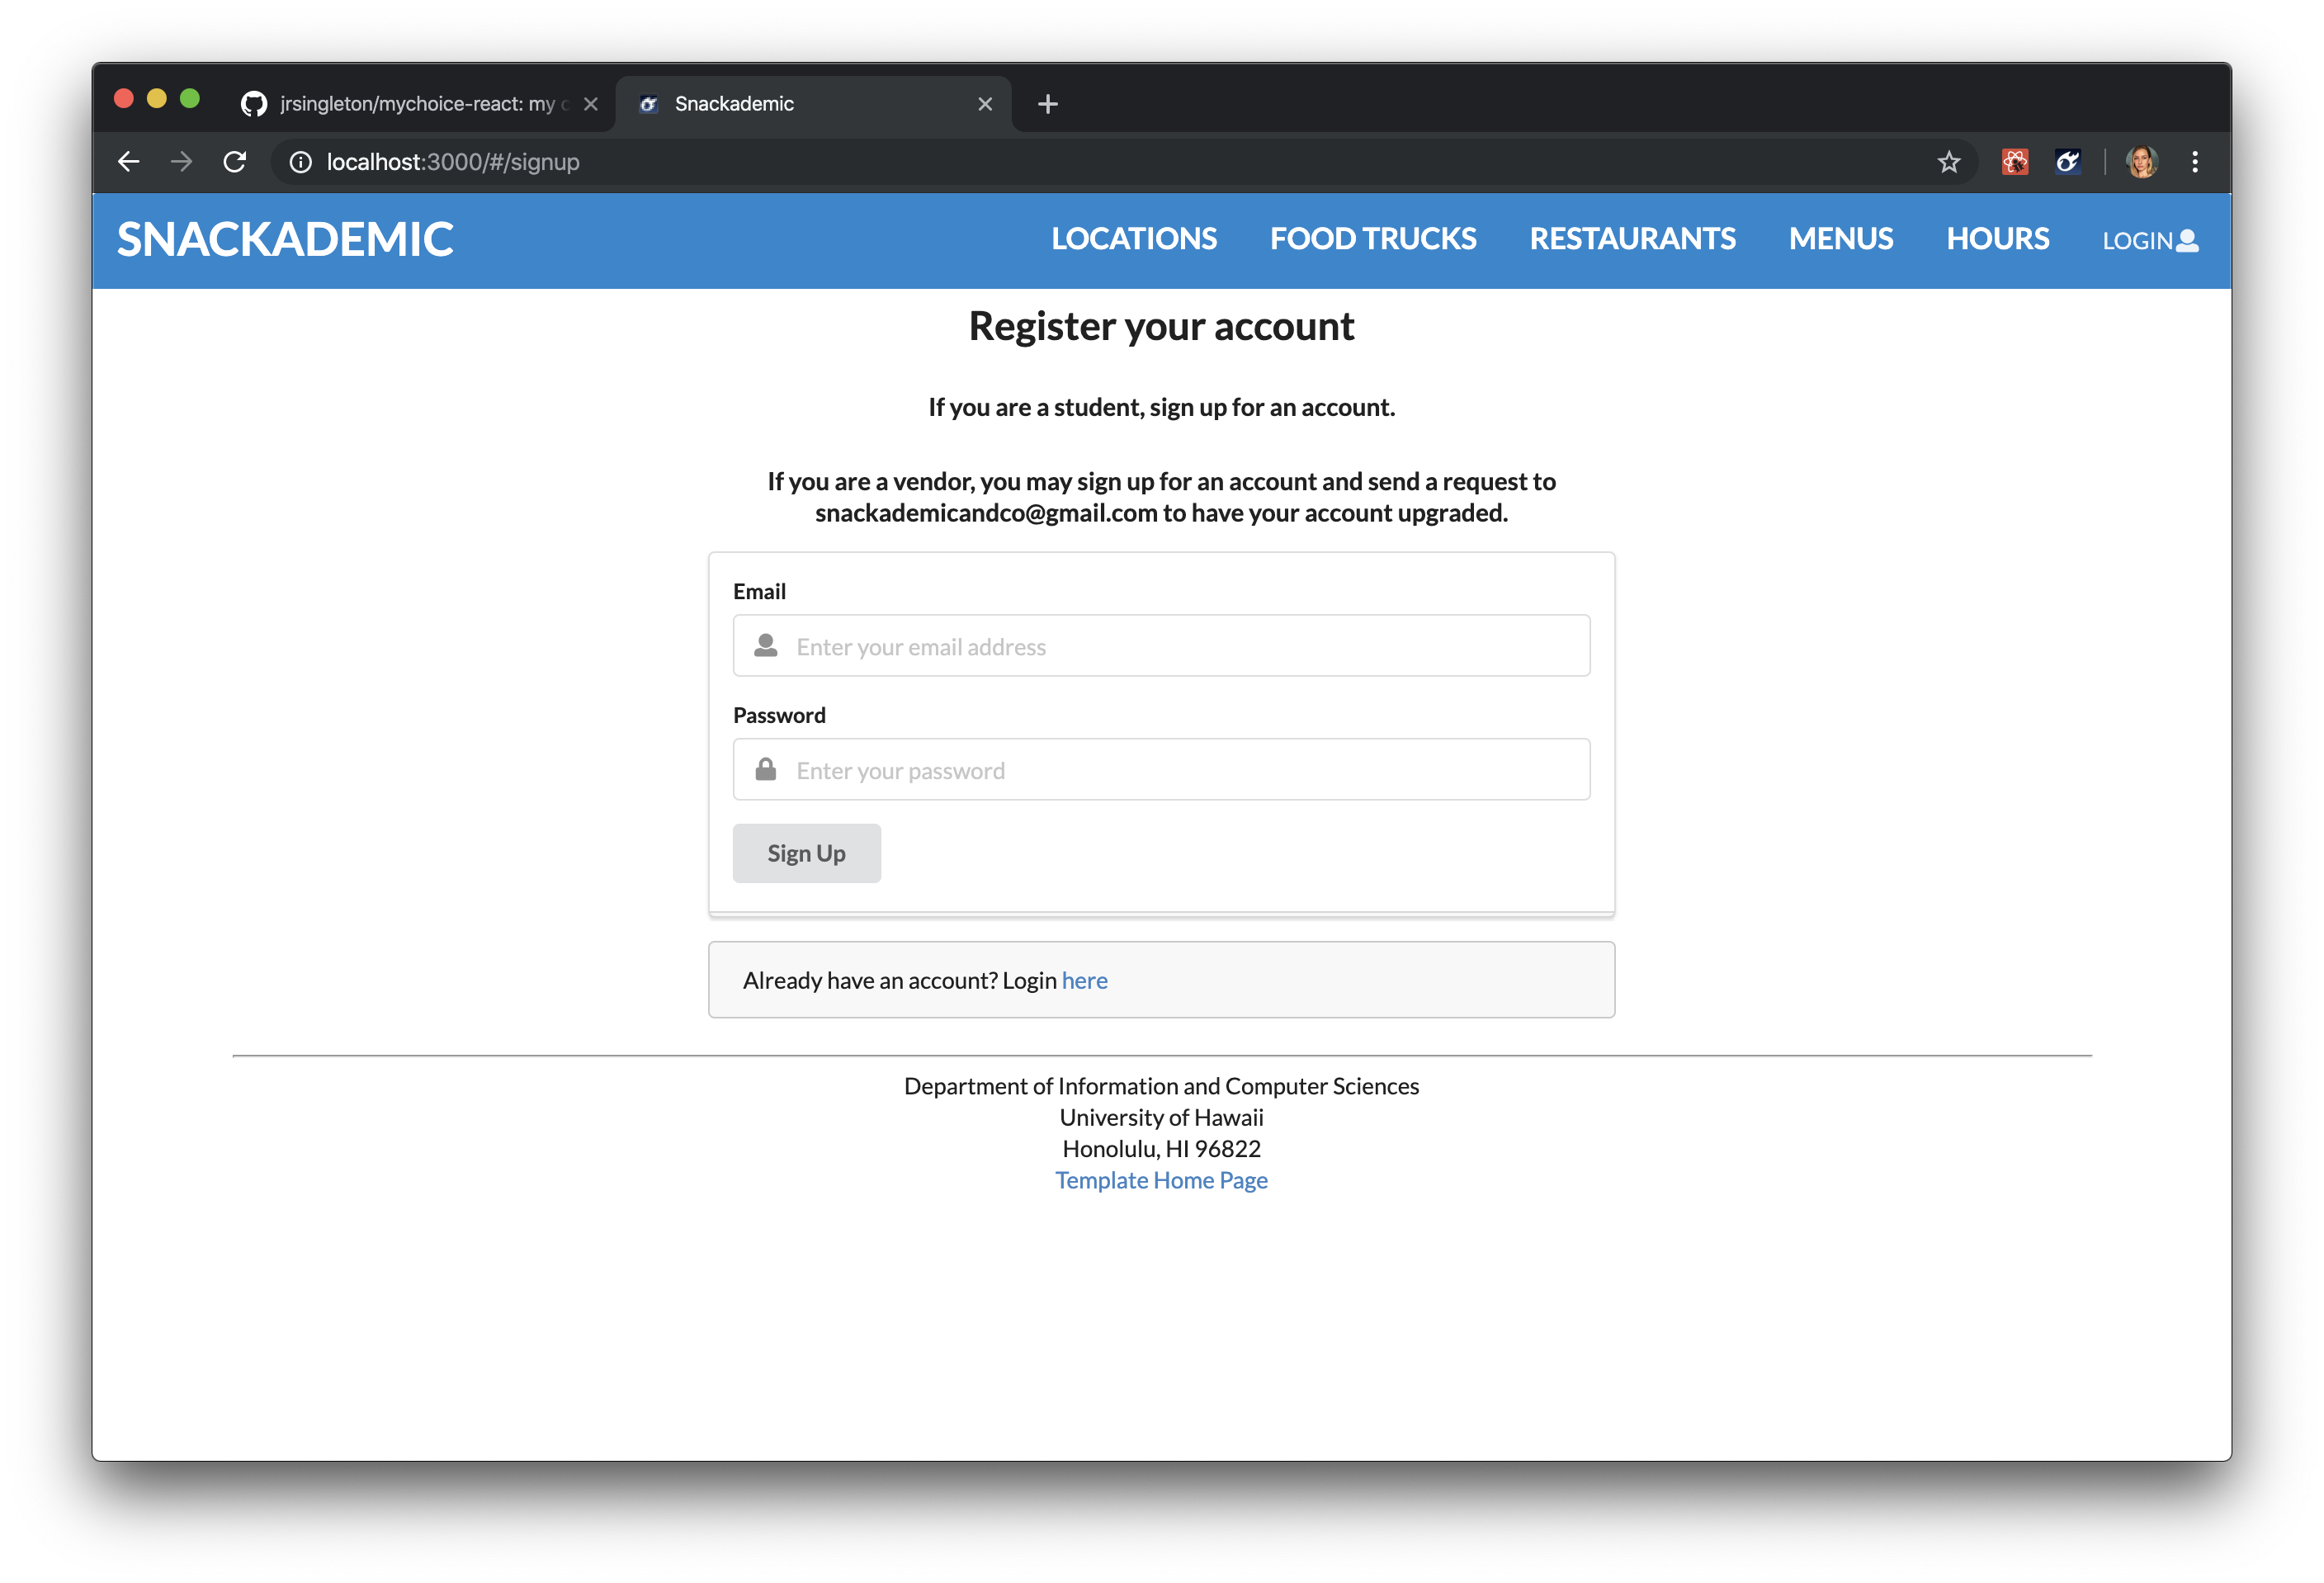 jrsingleton/mychoice-react: my c
Snackademic
localhost:3000/#/signup
SNACKADEMIC
LOCATIONS
FOOD TRUCKS
RESTAURANTS
MENUS
HOURS
LOGIN
Register your account
If you are a student, sign up for an account.
If you are a vendor, you may sign up for an account and send a request to
snackademicandco@gmail.com to have your account upgraded.
Email
Enter your email address
Password
Enter your password
Sign Up
Already have an account? Login here
Department of Information and Computer Sciences
University of Hawaii
Honolulu, HI 96822
Template Home Page